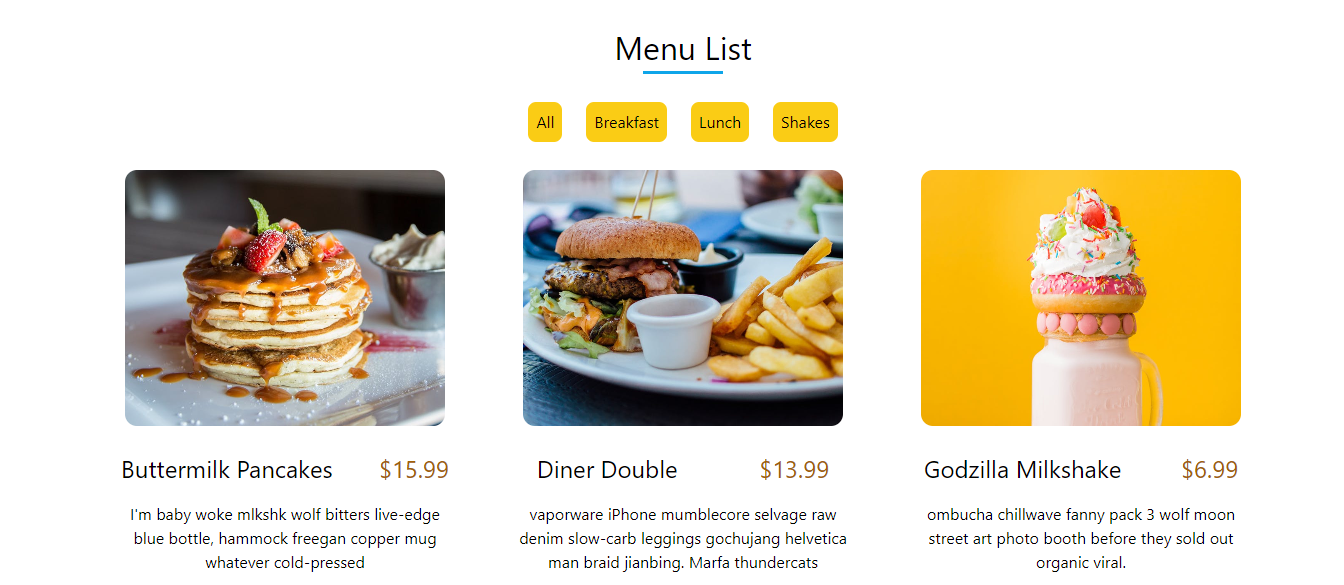 Menu List
All Breakfast Lunch Shakes
Buttermilk Pancakes $15.99
I'm baby woke mlkshk wolf bitters live-edge
blue bottle, hammock freegan copper mug
whatever cold-pressed
Diner Double $13.99
vaporware iPhone mumblecore selvage raw
denim slow-carb leggings gochujang helvetica
man braid jianbing. Marfa thundercats
Godzilla Milkshake $6.99
ombucha chillwave fanny pack 3 wolf moon
street art photo booth before they sold out
organic viral.